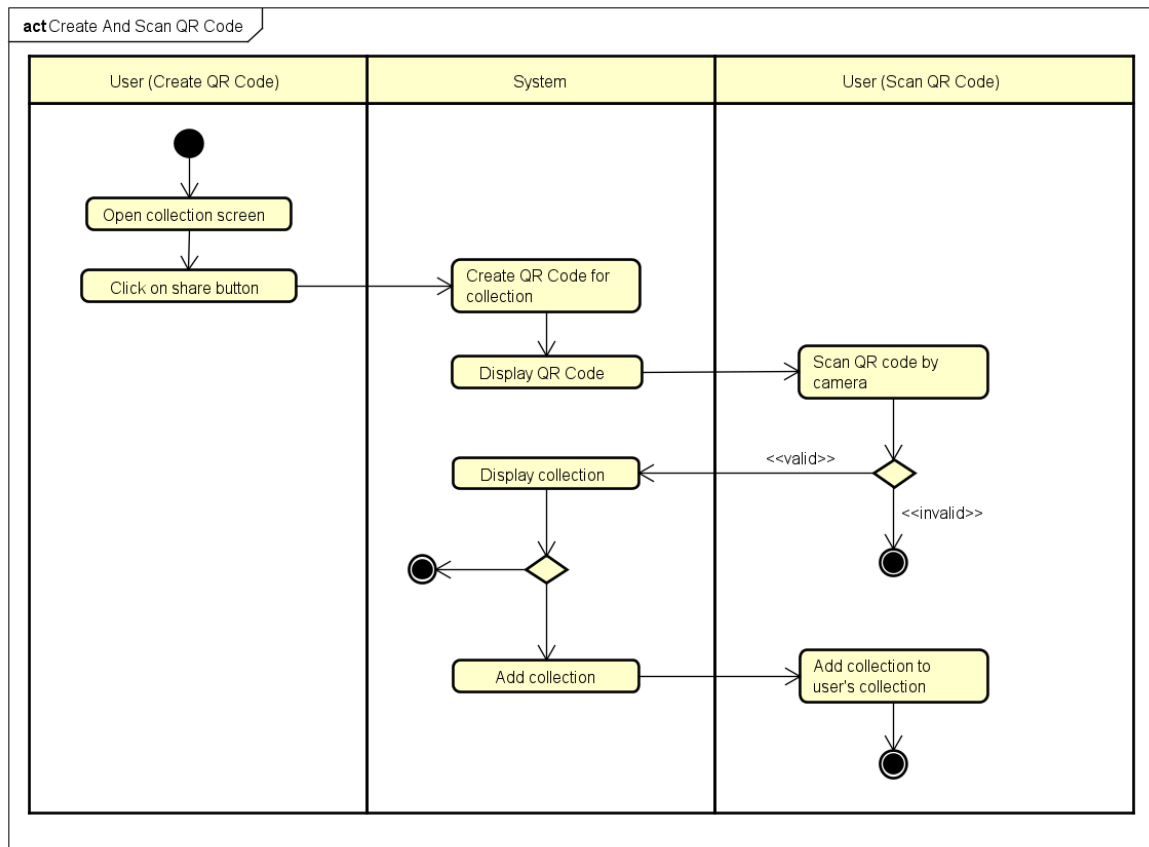 act Create And Scan QR Code
User (Create QR Code)
System
User (Scan QR Code)
Open collection screen
Click on share button
Create QR Code for
collection
Display QR Code
Scan QR code by
camera
<<valid>>
Display collection
<<invalid>>
Add collection
Add collection to
user's collection